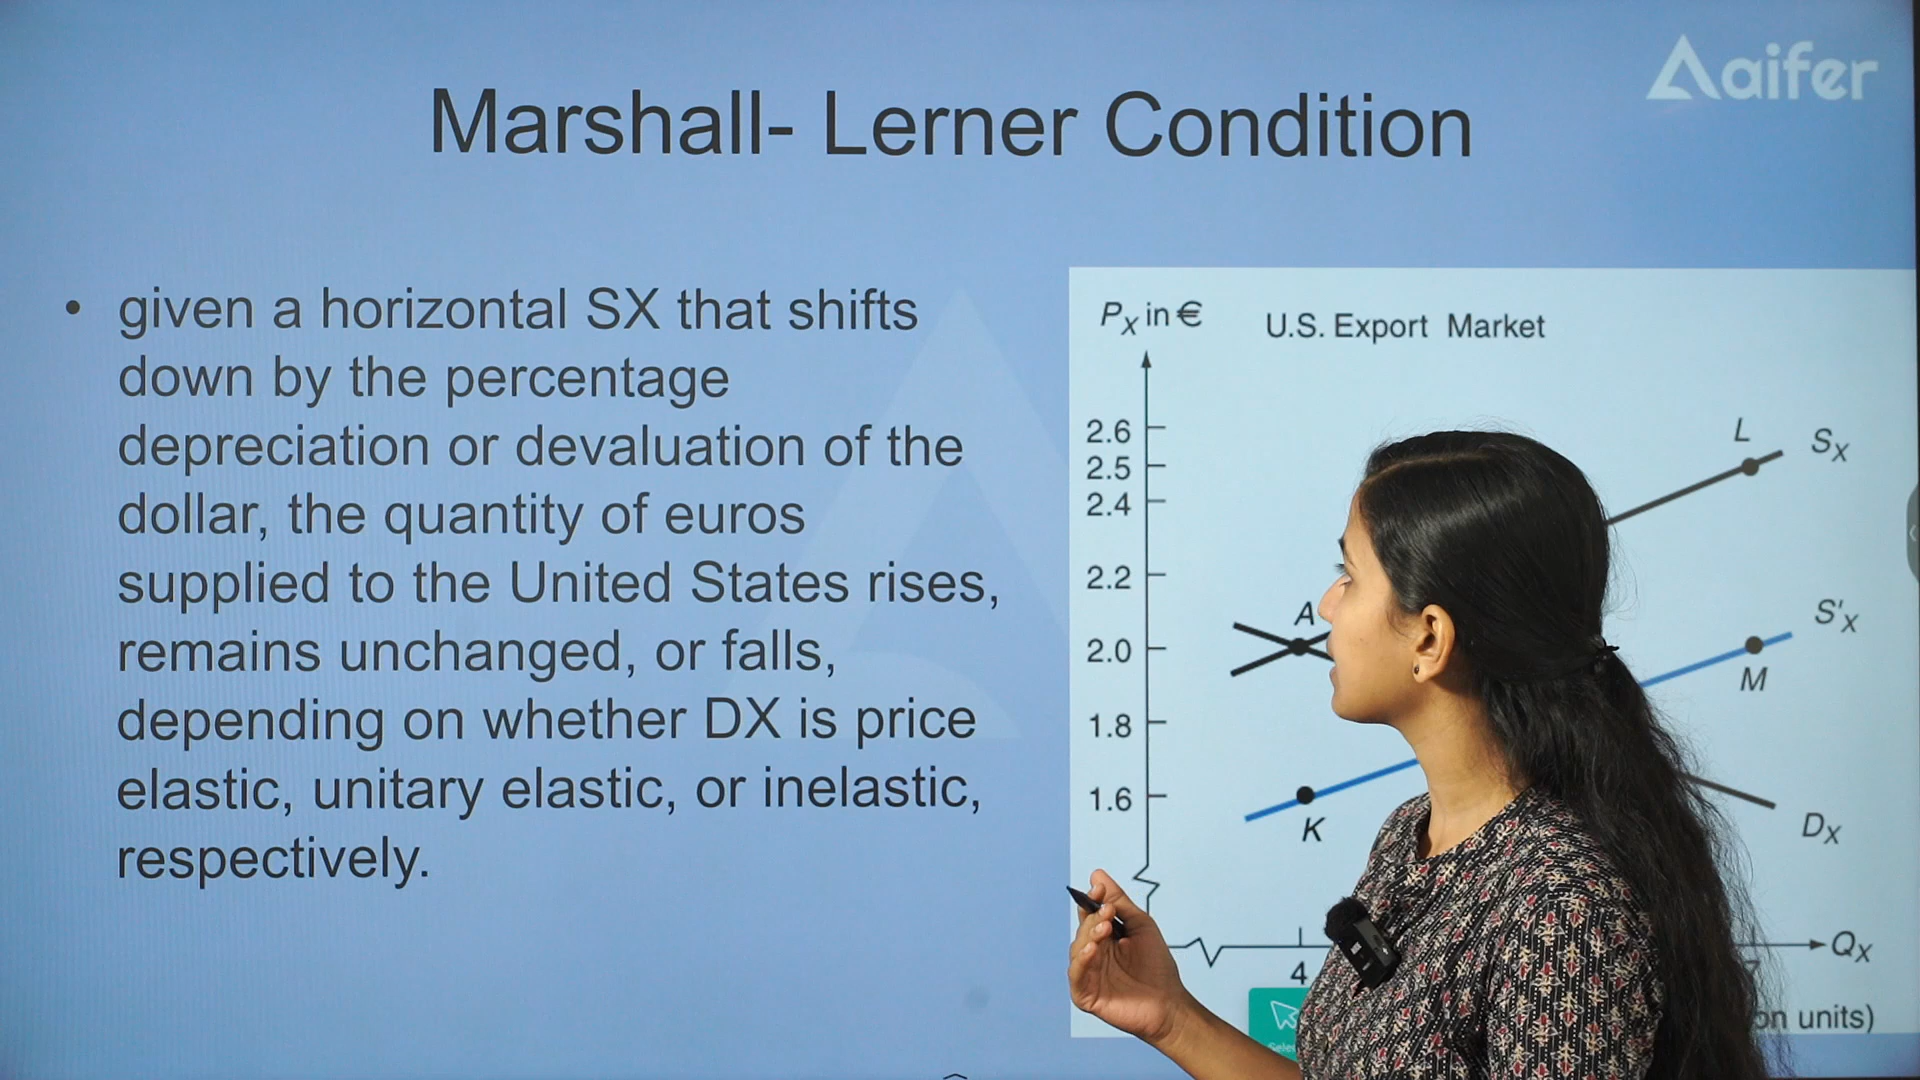 aifer
Marshall- Lerner Condition
• given a horizontal SX that shifts
down by the percentage
depreciation or devaluation of the
dollar, the quantity of euros
supplied to the United States rises,
remains unchanged, or falls,
depending on whether DX is price
elastic, unitary elastic, or inelastic,
respectively.
PX in €
U.S. Export Market
2.6
2.5
2.4
2.2
2.0
1.8
1.6
L
SX
A
S'X
M
K
DX
QX
4
7
on units)